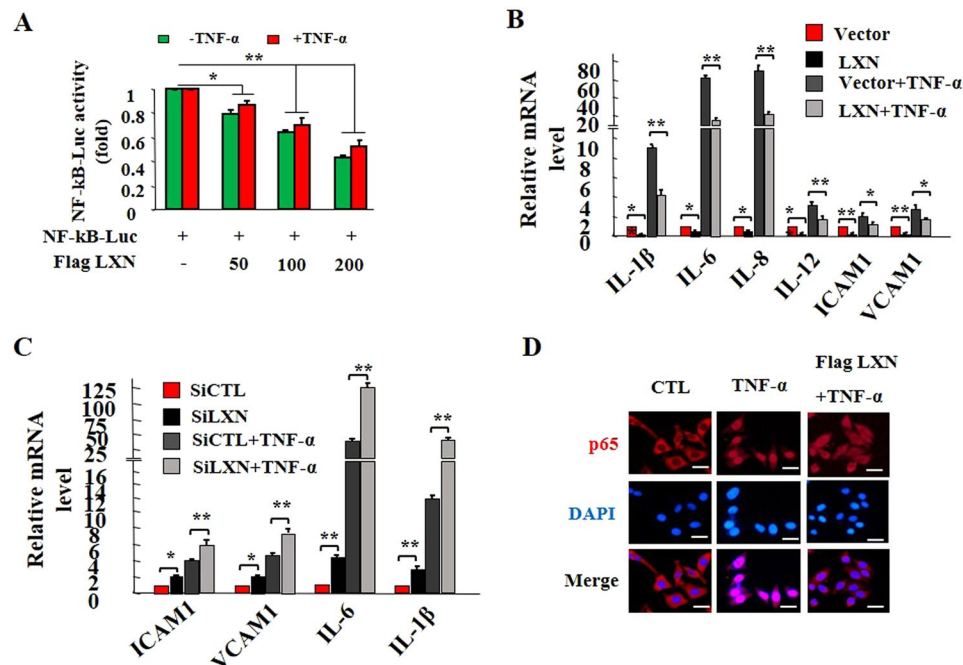 A
-TNF-α +TNF-α
**
*
NF-kB-Luc activity
(fold)
1
0.8
0.6
0.4
0.2
0
NF-kB-Luc + + + +
Flag LXN - 50 100 200
B
Vector
LXN
Vector+TNF-α
LXN+TNF-α
Relative mRNA
level
80
60
40
20
10
8
6
4
2
0
* ** * ** * ** * ** ** * ** *
IL-1β IL-6 IL-8 IL-12 ICAM1 VCAM1
C
SiCTL
SiLXN
SiCTL+TNF-α
SiLXN+TNF-α
Relative mRNA
level
125
100
75
50
25
16
14
12
10
8
6
4
2
0
* ** * ** ** ** ** **
ICAM1 VCAM1 IL-6 IL-1β
D
CTL TNF-α Flag LXN
+TNF-α
p65
DAPI
Merge